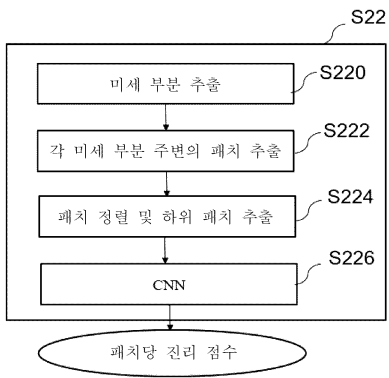 S22
미세 부분 추출
S220
각 미세 부분 주변의 패치 추출
S222
패치 정렬 및 하위 패치 추출
S224
CNN
S226
패치당 진리 점수